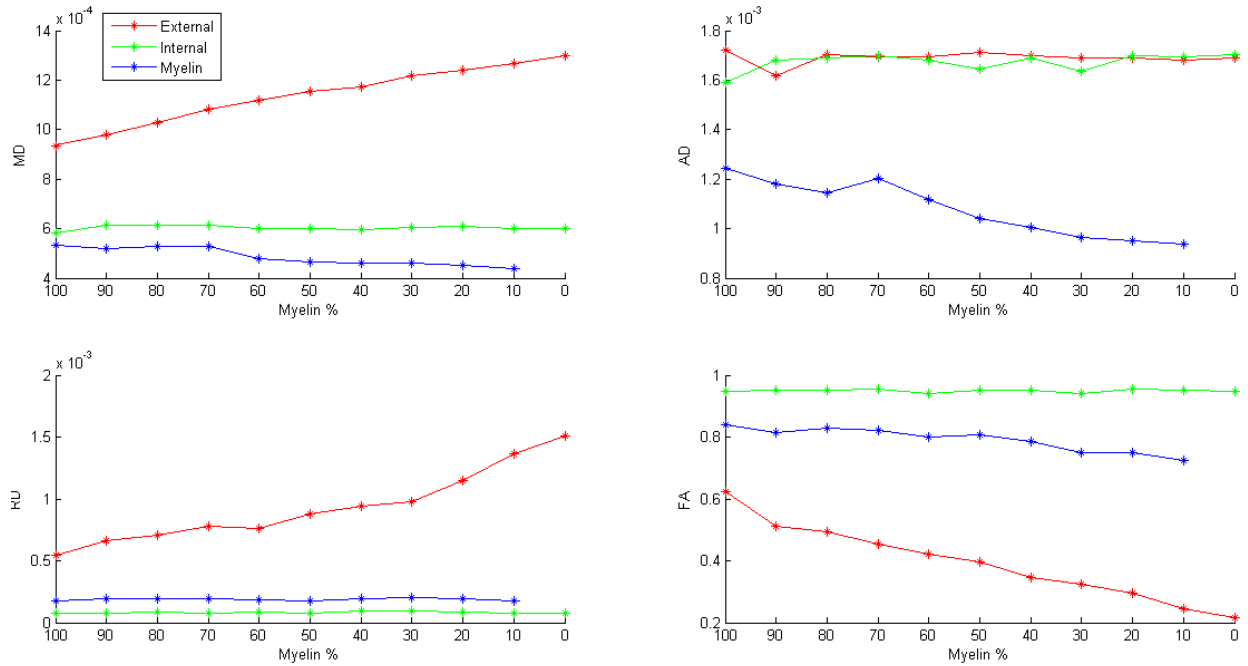 x 10⁻⁴
14
12
10
8
6
4
MD
100 90 80 70 60 50 40 30 20 10 0
Myelin %
External
Internal
Myelin
x 10⁻³
1.8
1.6
1.4
1.2
1
0.8
AD
100 90 80 70 60 50 40 30 20 10 0
Myelin %
x 10⁻³
2
1.5
1
0.5
0
RD
100 90 80 70 60 50 40 30 20 10 0
Myelin %
1
0.8
0.6
0.4
0.2
FA
100 90 80 70 60 50 40 30 20 10 0
Myelin %